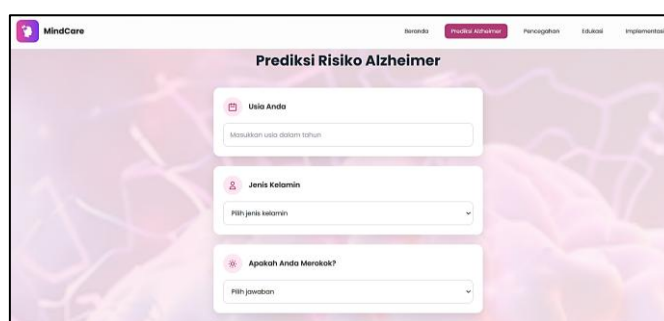 MindCare
Beranda Prediksi Alzheimer Pencegahan Edukasi Implementasi
Prediksi Risiko Alzheimer
Usia Anda
Masukkan usia dalam tahun
Jenis Kelamin
Pilih jenis kelamin
Apakah Anda Merokok?
Pilih jawaban